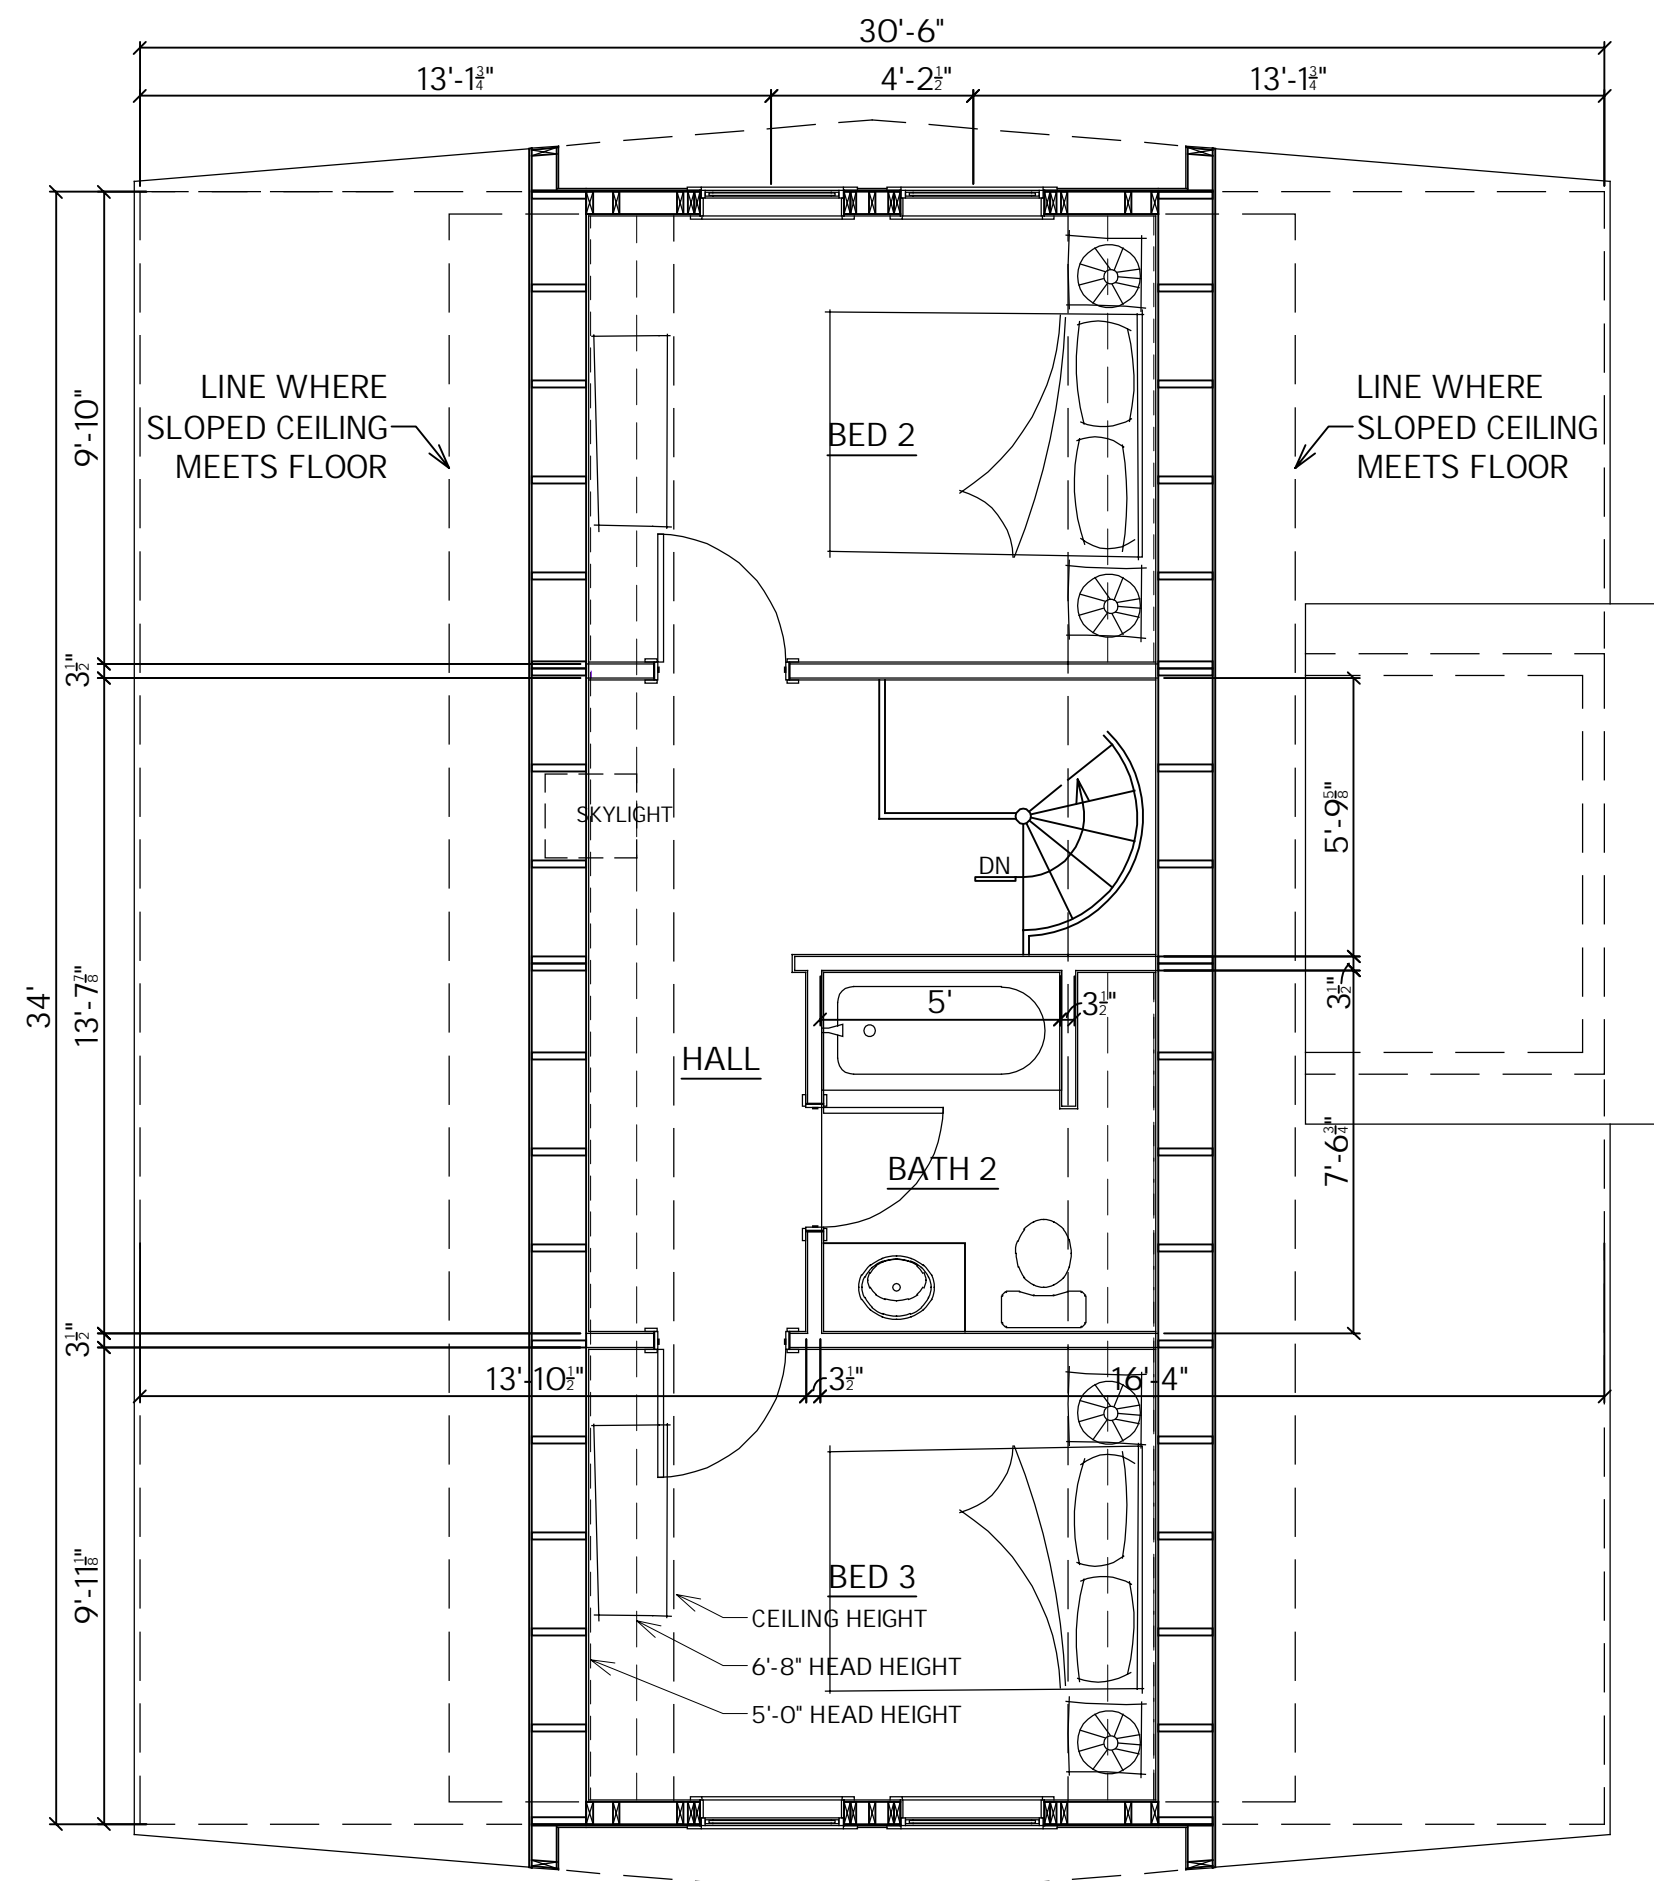 30'-6"
13'-1¾"
4'-2½"
13'-1¾"
LINE WHERE
SLOPED CEILING
MEETS FLOOR
LINE WHERE
SLOPED CEILING
MEETS FLOOR
9'-10"
BED 2
3½"
SKYLIGHT
5'-9⅝"
DN
34'
13'-7⅞"
5'
3½"
3½"
HALL
BATH 2
7'-6¾"
3½"
13'-10½"
3½"
16'-4"
9'-11⅛"
BED 3
CEILING HEIGHT
6'-8" HEAD HEIGHT
5'-0" HEAD HEIGHT